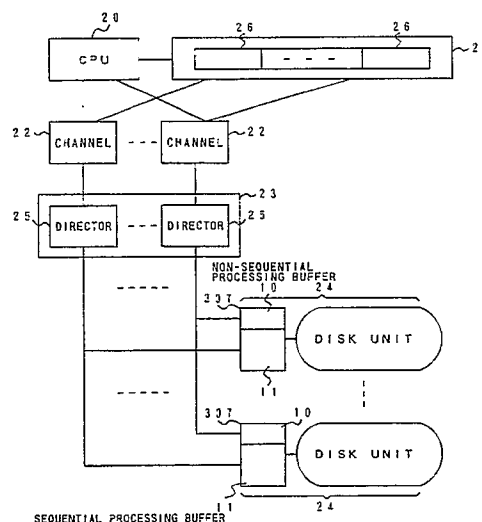 20
26 26
CPU - - - 2
22 CHANNEL - - - CHANNEL 22
23
25 DIRECTOR - - - DIRECTOR 25
NON-SEQUENTIAL
PROCESSING BUFFER
307 10 24
DISK UNIT
11
307 10
DISK UNIT
11 24
SEQUENTIAL PROCESSING BUFFER